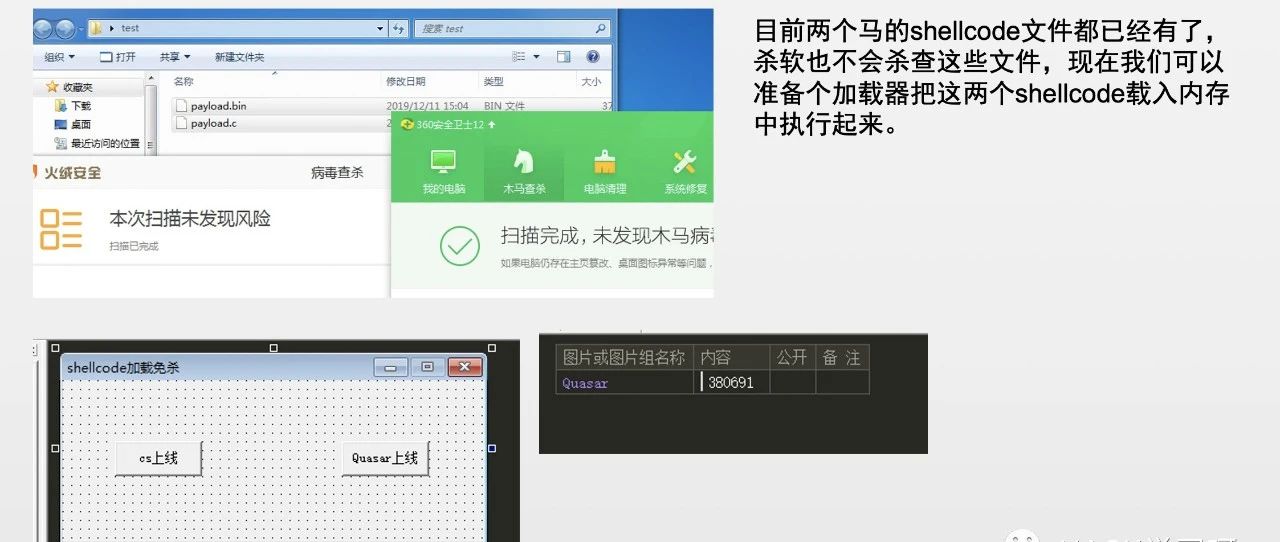 test
搜索 test
组织
打开
共享
新建文件夹
名称
修改日期
类型
大小
收藏夹
下载
桌面
最近访问的位置
payload.bin
2019/12/11 15:04
BIN 文件
37
payload.c
2
火绒安全
病毒查杀
本次扫描未发现风险
扫描已完成
360安全卫士12
我的电脑
木马查杀
电脑清理
系统修复
扫描完成，未发现木马病毒
如果电脑仍存在主页篡改、桌面图标异常等问题，
目前两个马的shellcode文件都已经有了，
杀软也不会杀查这些文件，现在我们可以
准备个加载器把这两个shellcode载入内存
中执行起来。
shellcode加载免杀
cs上线
Quasar上线
图片或图片组名称 内容 公开 备 注
Quasar 380691